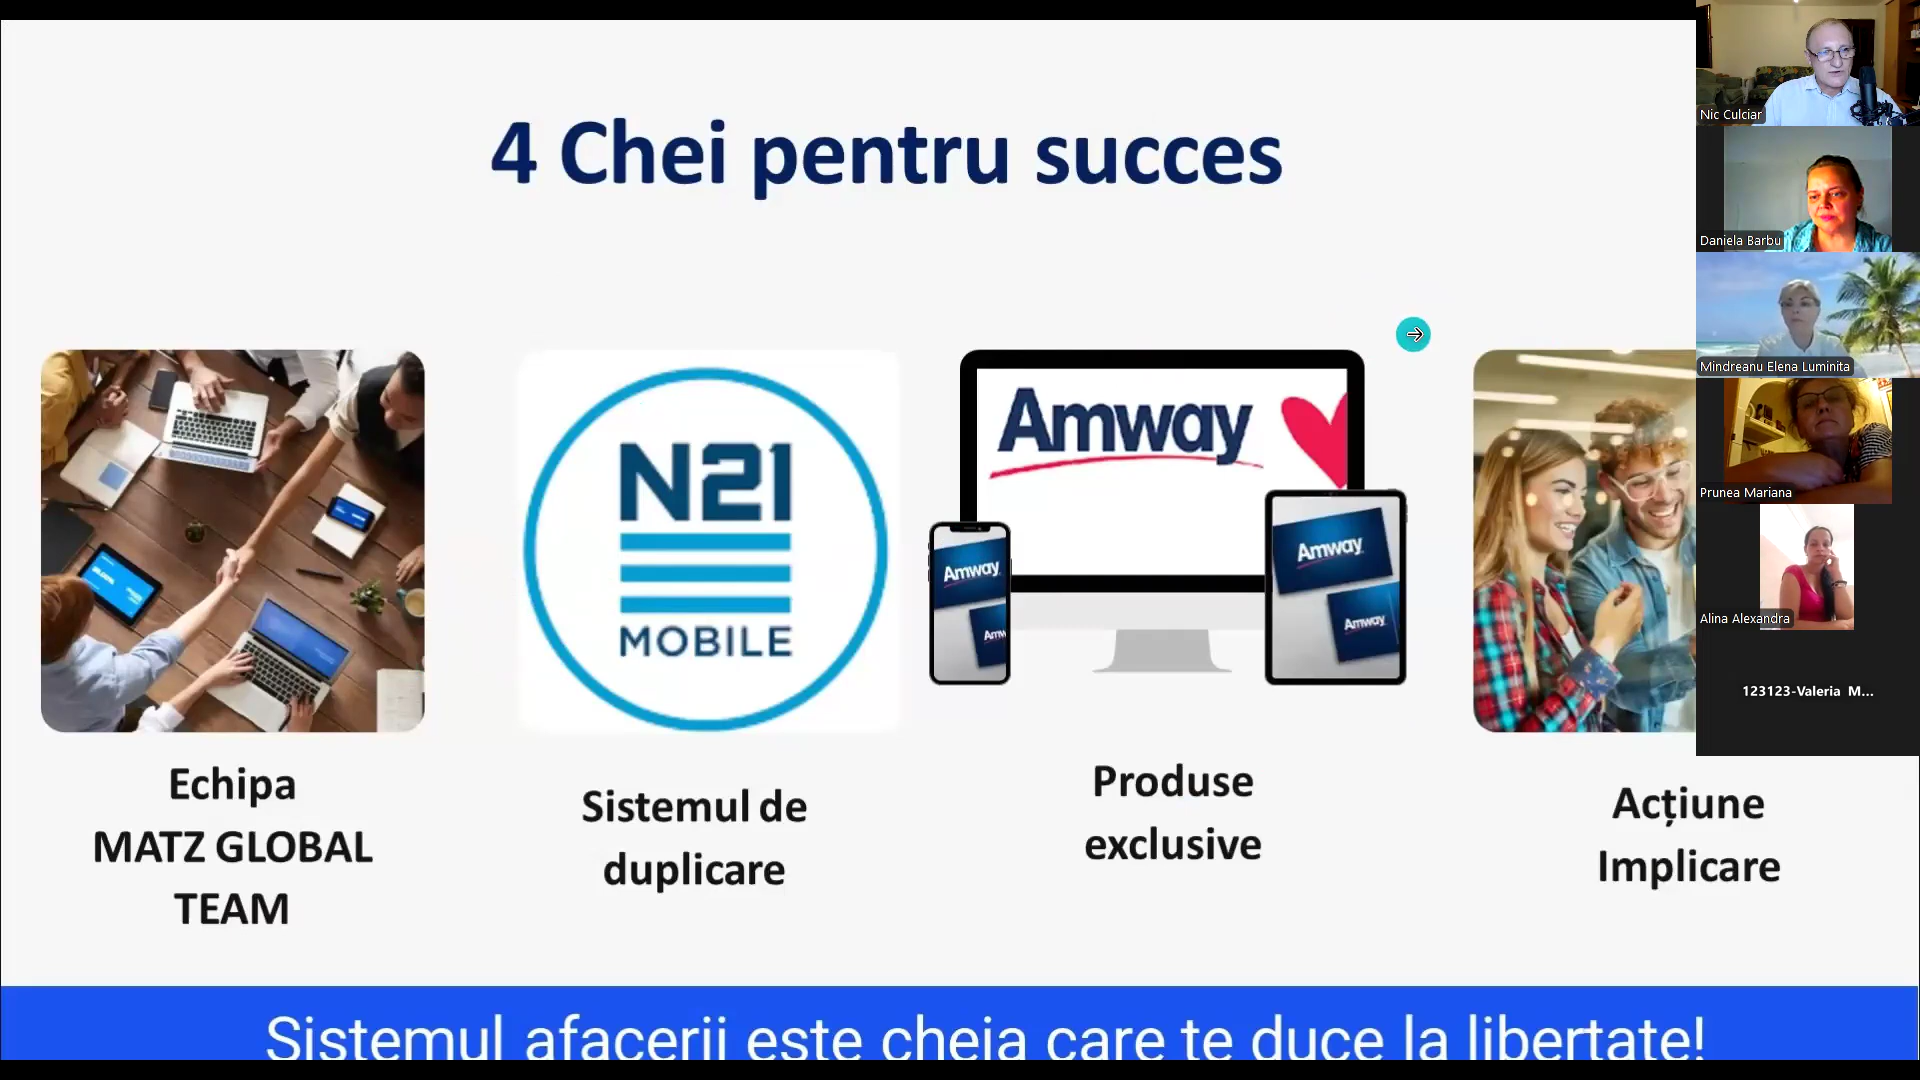 4 Chei pentru succes
N21
MOBILE
Amway
Amway
Amway
Amway
Amway
Echipa
MATZ GLOBAL
TEAM
Sistemul de
duplicare
Produse
exclusive
Acțiune
Implicare
Sistemul afacerii este cheia care te duce la libertate!
Nic Culciar
Daniela Barbu
Mindreanu Elena Luminita
Prunea Mariana
Alina Alexandra
123123-Valeria M...